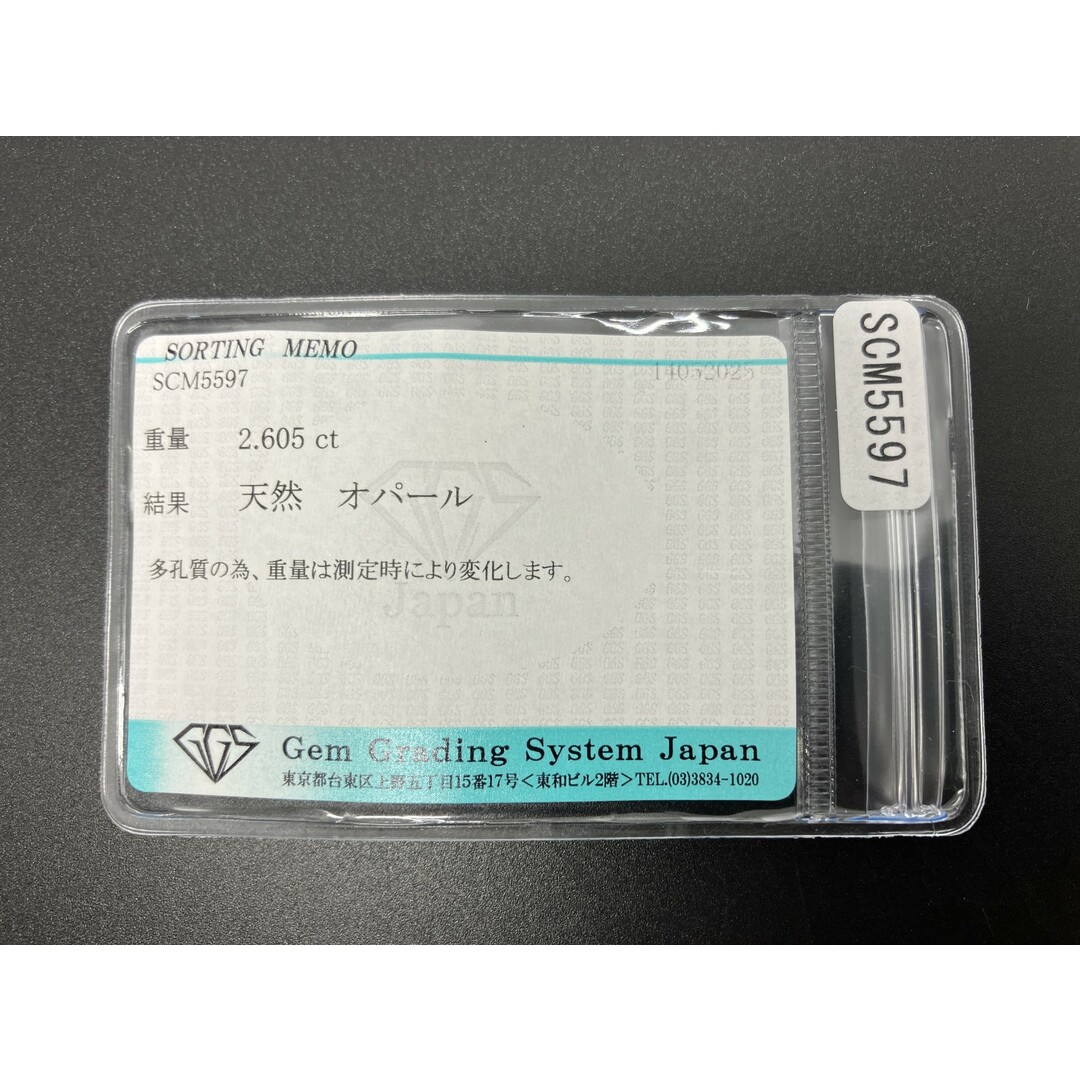 SORTING MEMO
SCM5597 14052025
重量 2.605 ct
結果 天然 オパール
多孔質の為、重量は測定時により変化します。
Japan
GGS Gem Grading System Japan
東京都台東区上野五丁目15番17号＜東和ビル2階＞TEL.(03)3834-1020
SCM5597